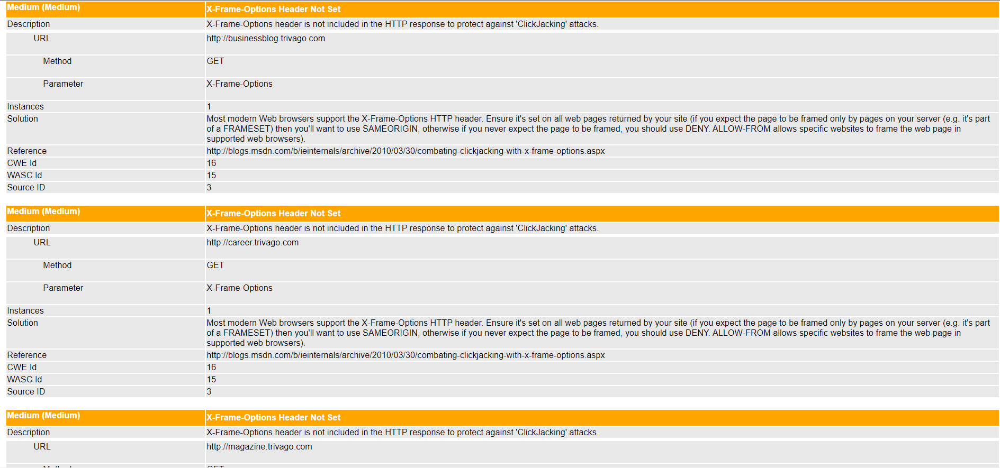 Medium (Medium) X-Frame-Options Header Not Set
Description X-Frame-Options header is not included in the HTTP response to protect against 'ClickJacking' attacks.
URL http://businessblog.trivago.com
Method GET
Parameter X-Frame-Options
Instances 1
Solution Most modern Web browsers support the X-Frame-Options HTTP header. Ensure it's set on all web pages returned by your site (if you expect the page to be framed only by pages on your server (e.g. it's part
of a FRAMESET) then you'll want to use SAMEORIGIN, otherwise if you never expect the page to be framed, you should use DENY. ALLOW-FROM allows specific websites to frame the web page in
supported web browsers).
Reference http://blogs.msdn.com/b/ieinternals/archive/2010/03/30/combating-clickjacking-with-x-frame-options.aspx
CWE Id 16
WASC Id 15
Source ID 3
Medium (Medium) X-Frame-Options Header Not Set
Description X-Frame-Options header is not included in the HTTP response to protect against 'ClickJacking' attacks.
URL http://career.trivago.com
Method GET
Parameter X-Frame-Options
Instances 1
Solution Most modern Web browsers support the X-Frame-Options HTTP header. Ensure it's set on all web pages returned by your site (if you expect the page to be framed only by pages on your server (e.g. it's part
of a FRAMESET) then you'll want to use SAMEORIGIN, otherwise if you never expect the page to be framed, you should use DENY. ALLOW-FROM allows specific websites to frame the web page in
supported web browsers).
Reference http://blogs.msdn.com/b/ieinternals/archive/2010/03/30/combating-clickjacking-with-x-frame-options.aspx
CWE Id 16
WASC Id 15
Source ID 3
Medium (Medium) X-Frame-Options Header Not Set
Description X-Frame-Options header is not included in the HTTP response to protect against 'ClickJacking' attacks.
URL http://magazine.trivago.com